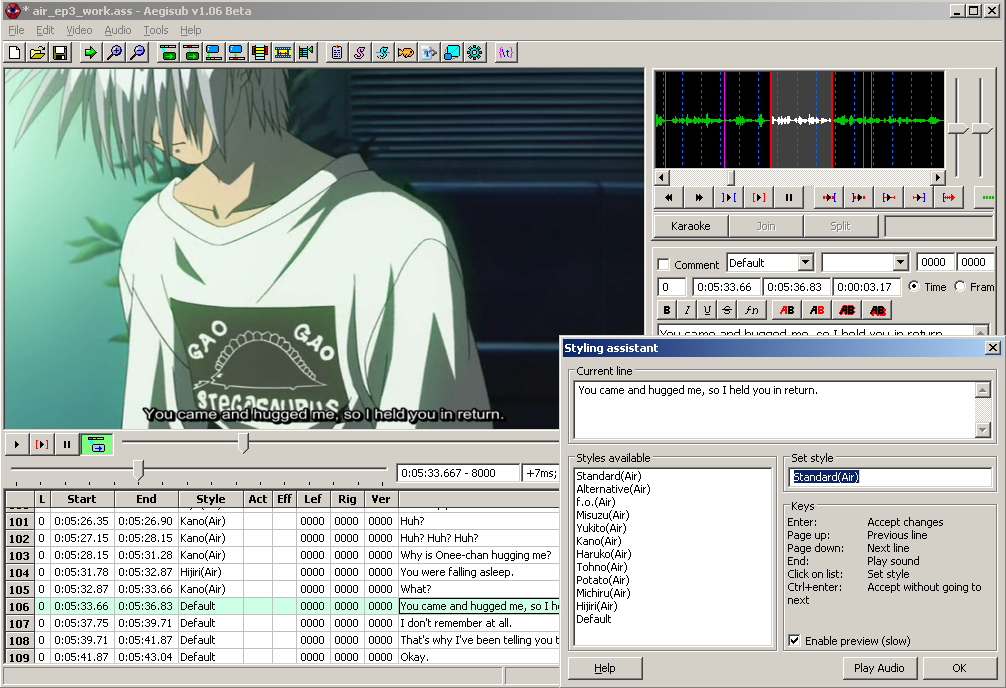 * air_ep3_work.ass - Aegisub v1.06 Beta
File Edit Video Audio Tools Help
GAO GAO
STEGOSAURUS
You came and hugged me, so I held you in return.
Karaoke Join Split
Comment Default 0000 0000
0 0:05:33.66 0:05:36.83 0:00:03.17 Time Fram
B I U S fn AB AB AB AB
You came and hugged me, so I held you in return.
0:05:33.667 - 8000 +7ms;
L Start End Style Act Eff Lef Rig Ver
101 0 0:05:26.35 0:05:26.90 Kano(Air) 0000 0000 0000 Huh?
102 0 0:05:27.15 0:05:28.15 Kano(Air) 0000 0000 0000 Huh? Huh? Huh?
103 0 0:05:28.15 0:05:31.28 Kano(Air) 0000 0000 0000 Why is Onee-chan hugging me?
104 0 0:05:31.78 0:05:32.87 Hijiri(Air) 0000 0000 0000 You were falling asleep.
105 0 0:05:32.87 0:05:33.66 Kano(Air) 0000 0000 0000 What?
106 0 0:05:33.66 0:05:36.83 Default 0000 0000 0000 You came and hugged me, so I he
107 0 0:05:37.75 0:05:39.71 Default 0000 0000 0000 I don't remember at all.
108 0 0:05:39.71 0:05:41.87 Default 0000 0000 0000 That's why I've been telling you t
109 0 0:05:41.87 0:05:43.04 Default 0000 0000 0000 Okay.
Styling assistant
Current line
You came and hugged me, so I held you in return.
Styles available
Standard(Air)
Alternative(Air)
f.o.(Air)
Misuzu(Air)
Yukito(Air)
Kano(Air)
Haruko(Air)
Tohno(Air)
Potato(Air)
Michiru(Air)
Hijiri(Air)
Default
Set style
Standard(Air)
Keys
Enter: Accept changes
Page up: Previous line
Page down: Next line
End: Play sound
Click on list: Set style
Ctrl+enter: Accept without going to
next
Enable preview (slow)
Help Play Audio OK